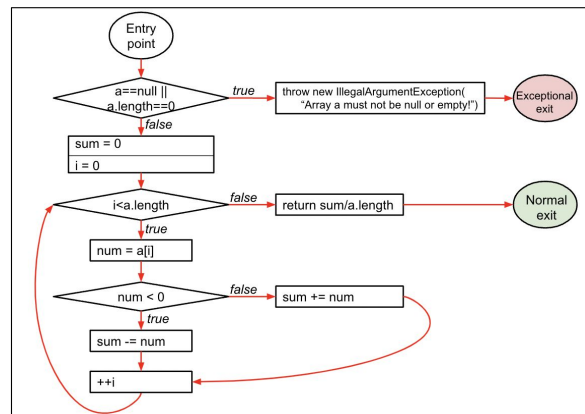 Entry
point
a==null ||
a.length==0
true
throw new IllegalArgumentException(
“Array a must not be null or empty!”)
Exceptional
exit
false
sum = 0
i = 0
i<a.length
false
return sum/a.length
Normal
exit
true
num = a[i]
num < 0
false
sum += num
true
sum -= num
++i